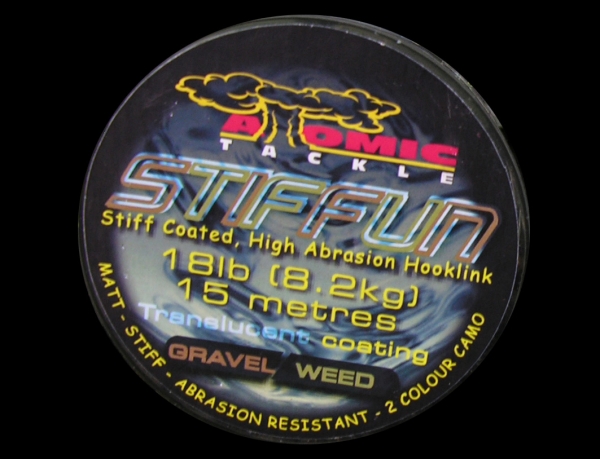 ATOMIC
TACKLE
STIFFUN
Stiff Coated, High Abrasion Hooklink
18lb (8.2kg)
15 metres
Translucent coating
GRAVEL / WEED
MATT - STIFF - ABRASION RESISTANT - 2 COLOUR CAMO